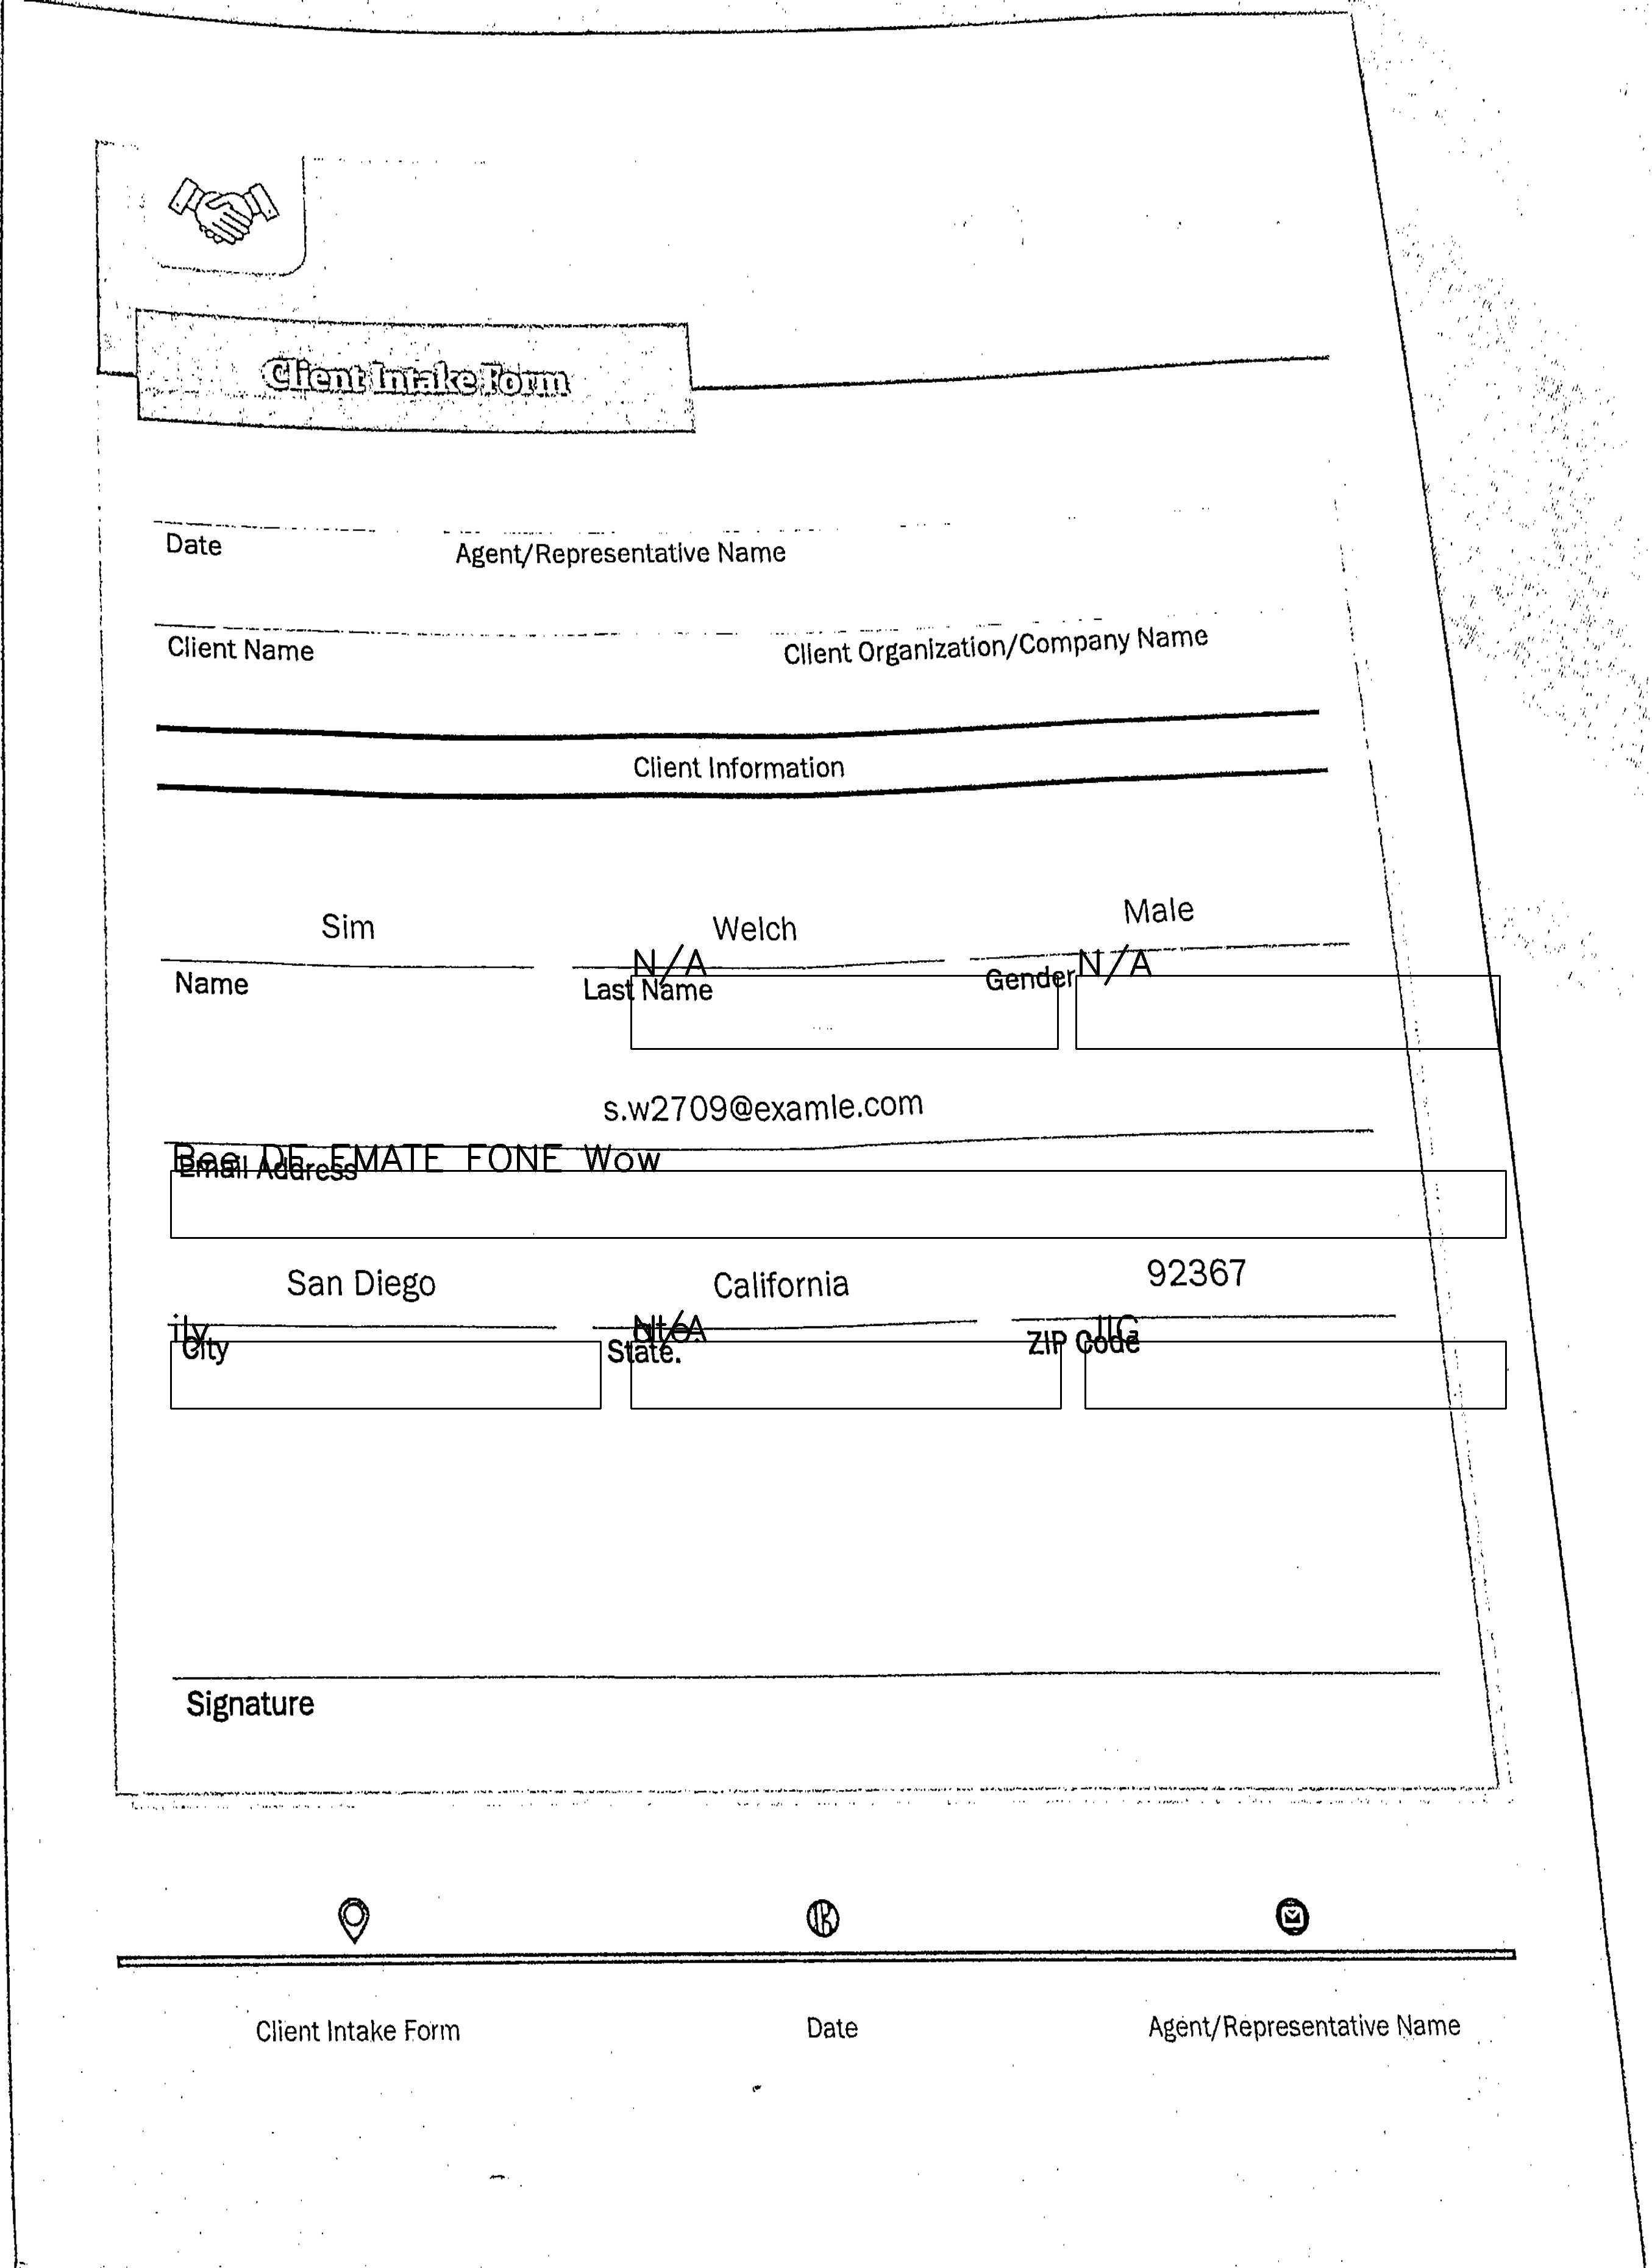 Client Intake Form
Date Agent/Representative Name
Client Name Client Organization/Company Name
Client Information
Sim Welch Male
N/A N/A
Name Last Name Gender
s.w2709@examle.com
DE EMATE FONE Wow
Email Address
San Diego California 92367
ily N/A
City State. ZIP Code
Signature
Client Intake Form Date Agent/Representative Name